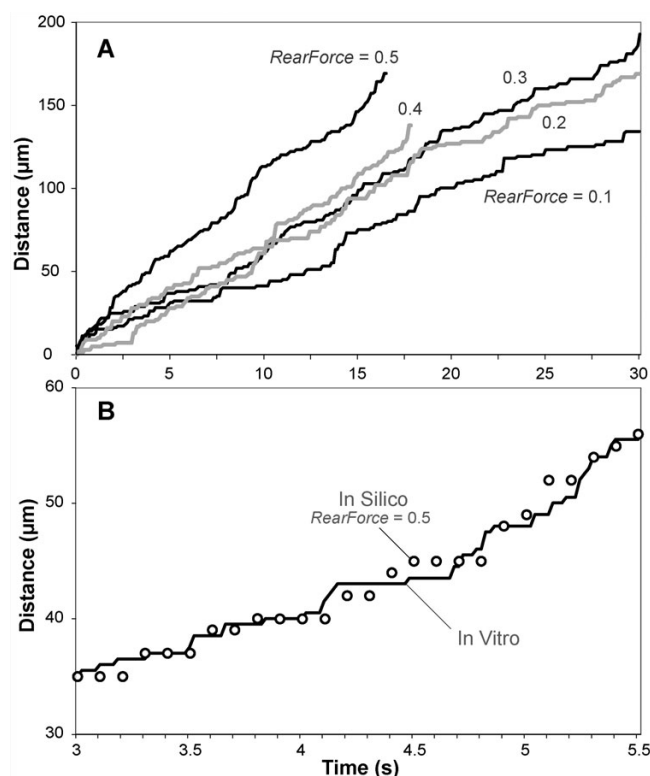 200
A
RearForce = 0.5
0.4
0.3
0.2
RearForce = 0.1
150
100
50
0
Distance (µm)
0
5
10
15
20
25
30
60
B
In Silico
RearForce = 0.5
In Vitro
50
40
30
Distance (µm)
3
3.5
4
4.5
5
5.5
Time (s)